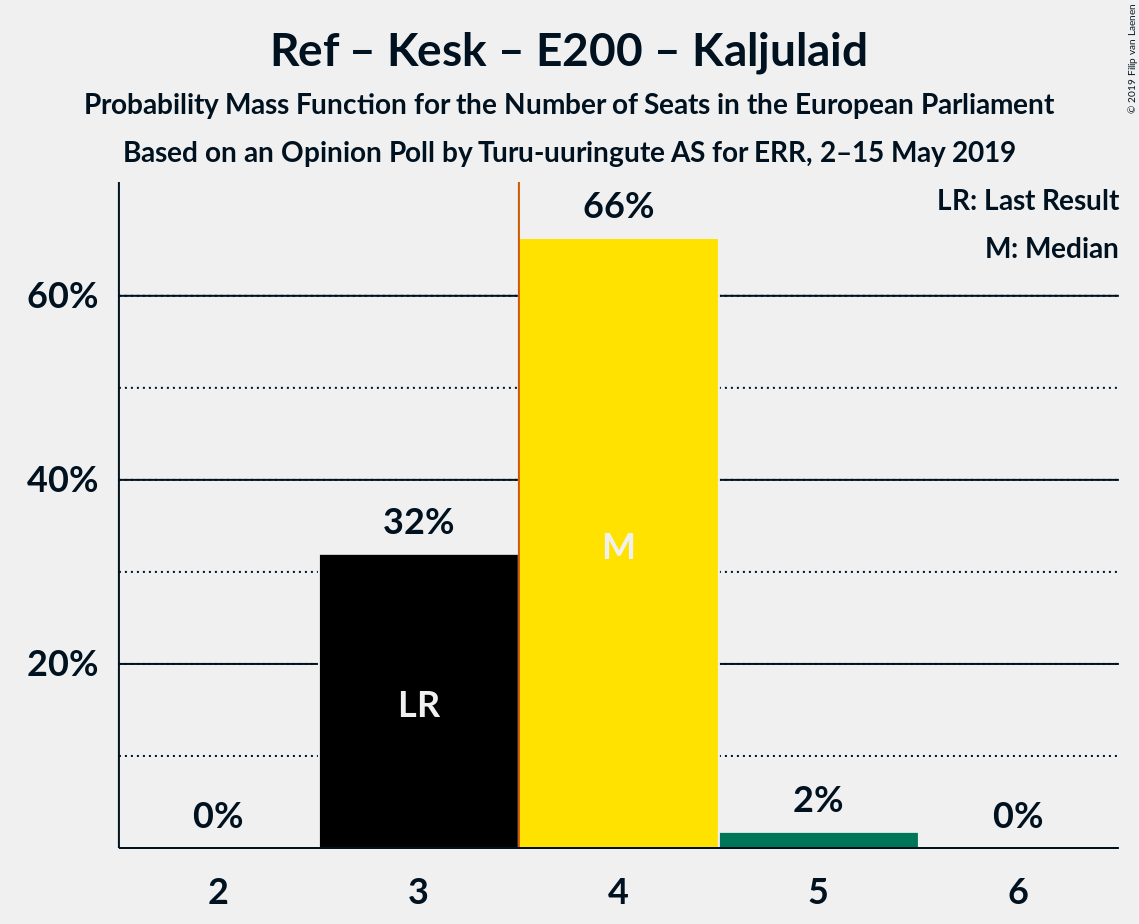 Ref – Kesk – E200 – Kaljulaid
Probability Mass Function for the Number of Seats in the European Parliament
Based on an Opinion Poll by Turu-uuringute AS for ERR, 2–15 May 2019
© 2019 Filip van Laenen
LR: Last Result
M: Median
66%
60%
40%
32%
M
20%
LR
0%
2%
0%
2
3
4
5
6